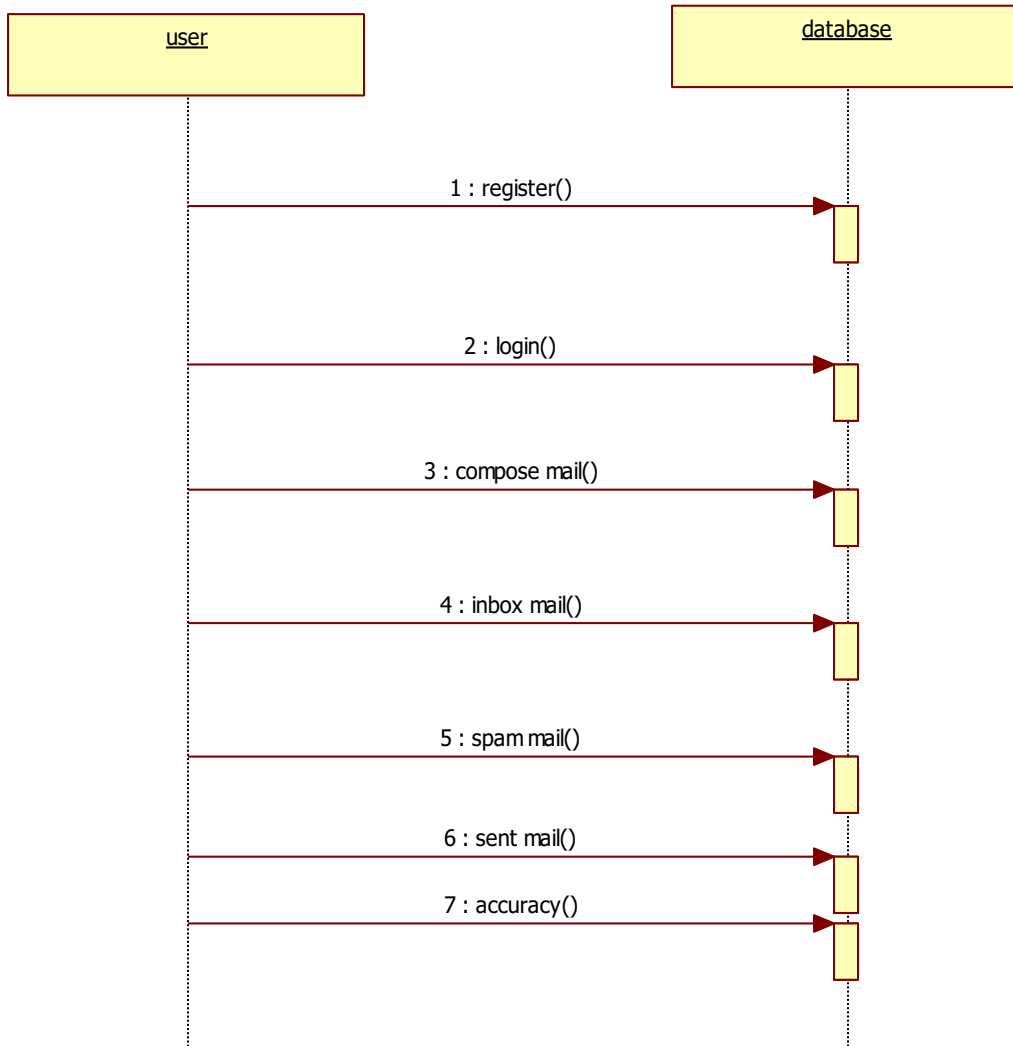 user
database
1 : register()
2 : login()
3 : compose mail()
4 : inbox mail()
5 : spam mail()
6 : sent mail()
7 : accuracy()